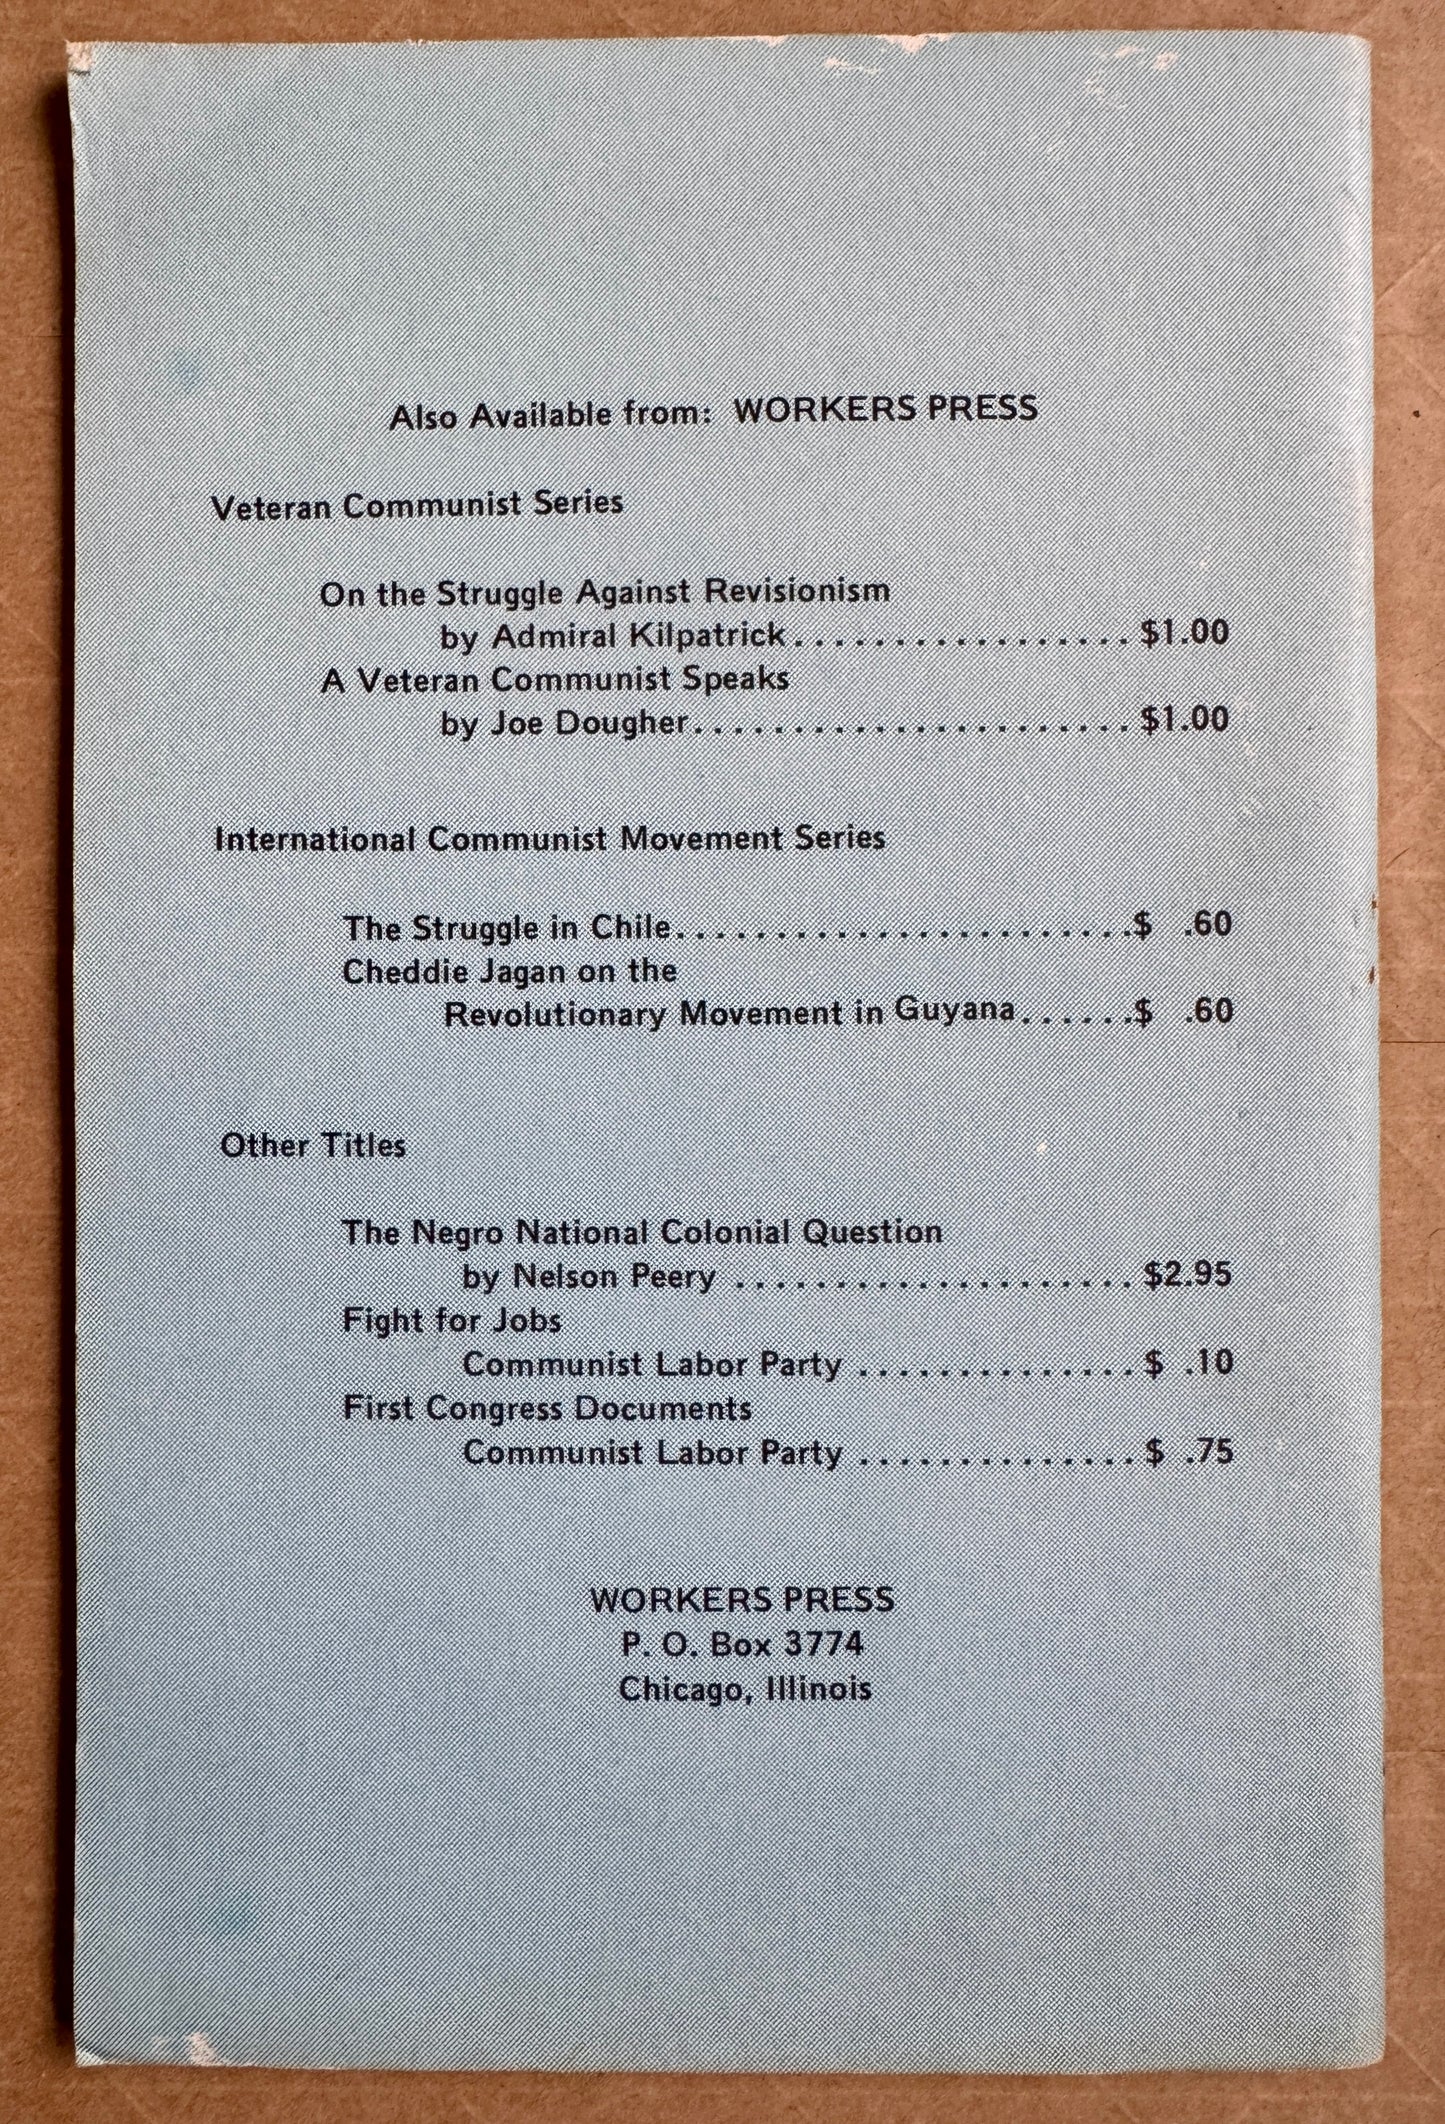 Also Available from: WORKERS PRESS
Veteran Communist Series
On the Struggle Against Revisionism
by Admiral Kilpatrick................. $1.00
A Veteran Communist Speaks
by Joe Dougher...................... $1.00
International Communist Movement Series
The Struggle in Chile.......................$ .60
Cheddie Jagan on the
Revolutionary Movement in Guyana......$ .60
Other Titles
The Negro National Colonial Question
by Nelson Peery .................... $2.95
Fight for Jobs
Communist Labor Party .............. $ .10
First Congress Documents
Communist Labor Party .............. $ .75
WORKERS PRESS
P. O. Box 3774
Chicago, Illinois